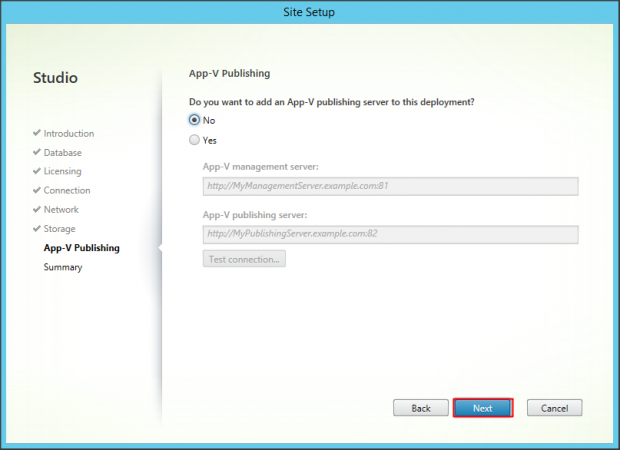 Site Setup
Studio
Introduction
Database
Licensing
Connection
Network
Storage
App-V Publishing
Summary
App-V Publishing
Do you want to add an App-V publishing server to this deployment?
No
Yes
App-V management server:
http://MyManagementServer.example.com:81
App-V publishing server:
http://MyPublishingServer.example.com:82
Test connection...
Back
Next
Cancel